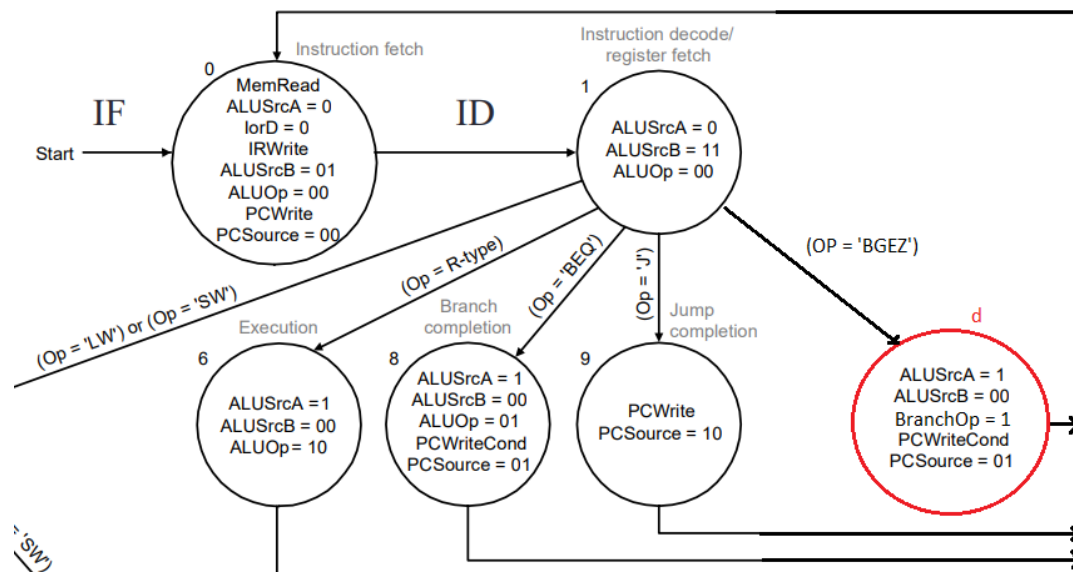 Instruction fetch
0
MemRead
ALUSrcA = 0
IorD = 0
IRWrite
ALUSrcB = 01
ALUOp = 00
PCWrite
PCSource = 00
IF
Start
ID
Instruction decode/
register fetch
1
ALUSrcA = 0
ALUSrcB = 11
ALUOp = 00
(Op = 'LW') or (Op = 'SW')
(Op = R-type)
(Op = 'BEQ')
(Op = 'J')
(OP = 'BGEZ')
Execution
6
ALUSrcA =1
ALUSrcB = 00
ALUOp= 10
Branch
completion
8
ALUSrcA = 1
ALUSrcB = 00
ALUOp = 01
PCWriteCond
PCSource = 01
Jump
completion
9
PCWrite
PCSource = 10
d
ALUSrcA = 1
ALUSrcB = 00
BranchOp = 1
PCWriteCond
PCSource = 01
= 'SW')